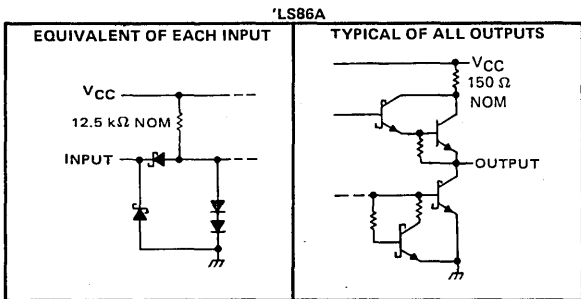 'LS86A
EQUIVALENT OF EACH INPUT
VCC
12.5 kΩ NOM
INPUT
TYPICAL OF ALL OUTPUTS
VCC
150 Ω
NOM
OUTPUT